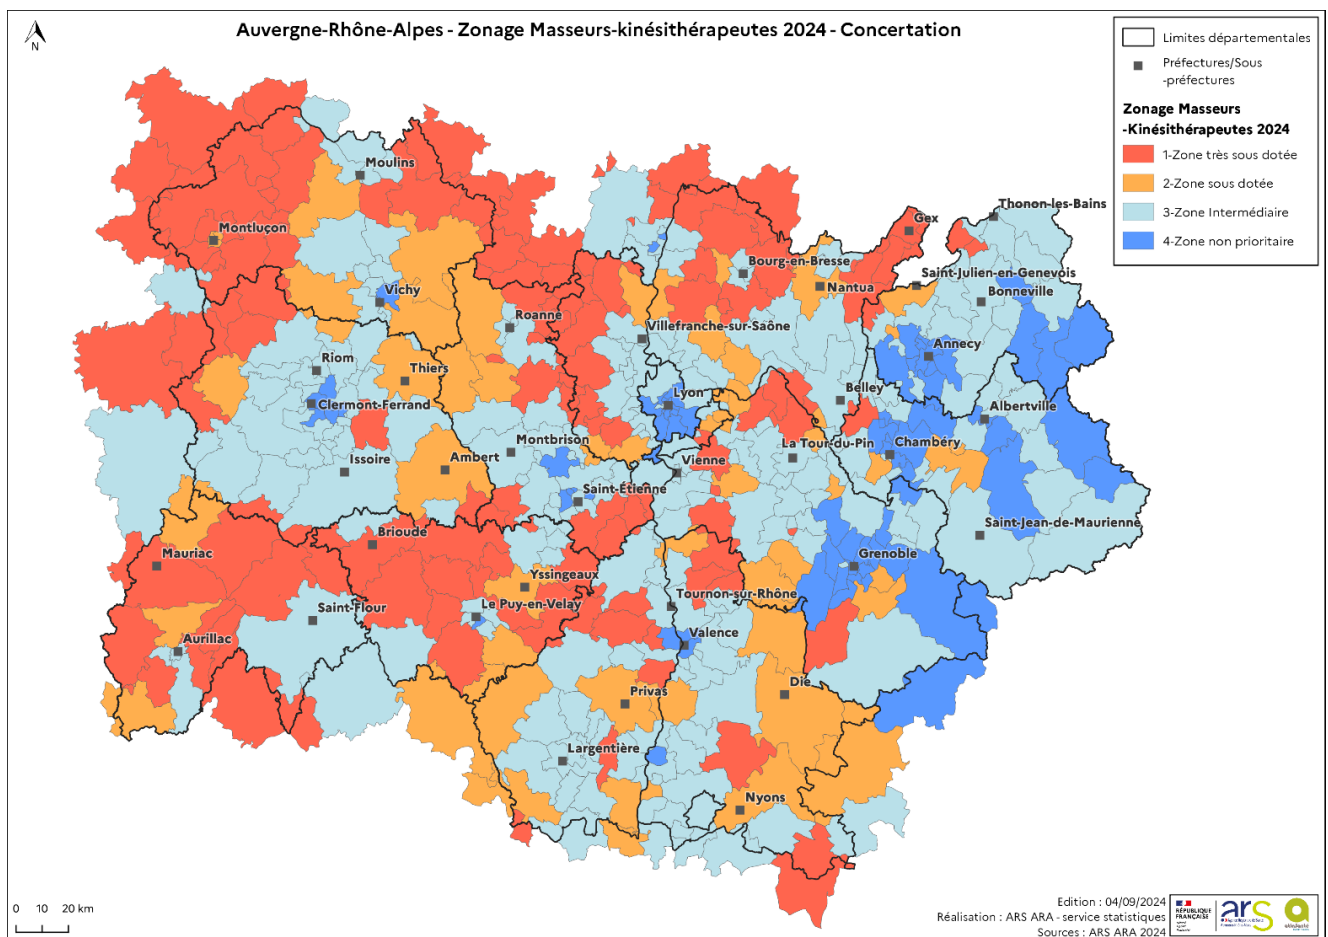 Auvergne-Rhône-Alpes - Zonage Masseurs-kinésithérapeutes 2024 - Concertation
N
Limites départementales
Préfectures/Sous
-préfectures
Zonage Masseurs
-Kinésithérapeutes 2024
1-Zone très sous dotée
2-Zone sous dotée
3-Zone Intermédiaire
4-Zone non prioritaire
Moulins
Montluçon
Vichy
Gex
Thonon-les-Bains
Bourg-en-Bresse
Nantua
Saint-Julien-en-Genevois
Bonneville
Roanne
Villefranche-sur-Saône
Annecy
Riom
Thiers
Clermont-Ferrand
Lyon
Belley
Albertville
Montbrison
La Tour-du-Pin
Chambéry
Issoire
Ambert
Vienne
Saint-Étienne
Saint-Jean-de-Maurienne
Brioude
Mauriac
Grenoble
Yssingeaux
Saint-Flour
Le Puy-en-Velay
Tournon-sur-Rhône
Aurillac
Valence
Privas
Die
Largentière
Nyons
0 10 20 km
Edition : 04/09/2024
Réalisation : ARS ARA - service statistiques
Sources : ARS ARA 2024
RÉPUBLIQUE
FRANÇAISE
ars